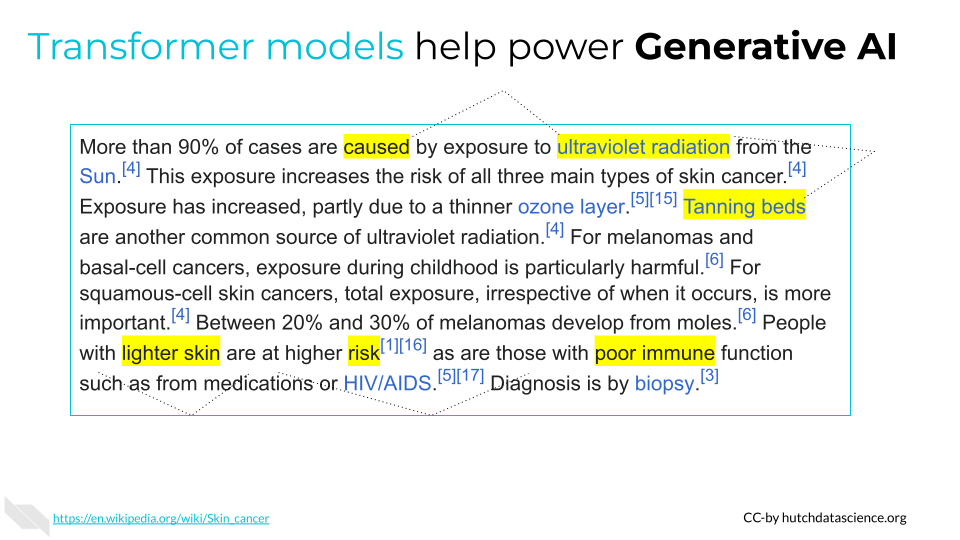 Transformer models help power Generative AI
More than 90% of cases are caused by exposure to ultraviolet radiation from the
Sun.[4] This exposure increases the risk of all three main types of skin cancer.[4]
Exposure has increased, partly due to a thinner ozone layer.[5][15] Tanning beds
are another common source of ultraviolet radiation.[4] For melanomas and
basal-cell cancers, exposure during childhood is particularly harmful.[6] For
squamous-cell skin cancers, total exposure, irrespective of when it occurs, is more
important.[4] Between 20% and 30% of melanomas develop from moles.[6] People
with lighter skin are at higher risk[1][16] as are those with poor immune function
such as from medications or HIV/AIDS.[5][17] Diagnosis is by biopsy.[3]
https://en.wikipedia.org/wiki/Skin_cancer
CC-by hutchdatascience.org